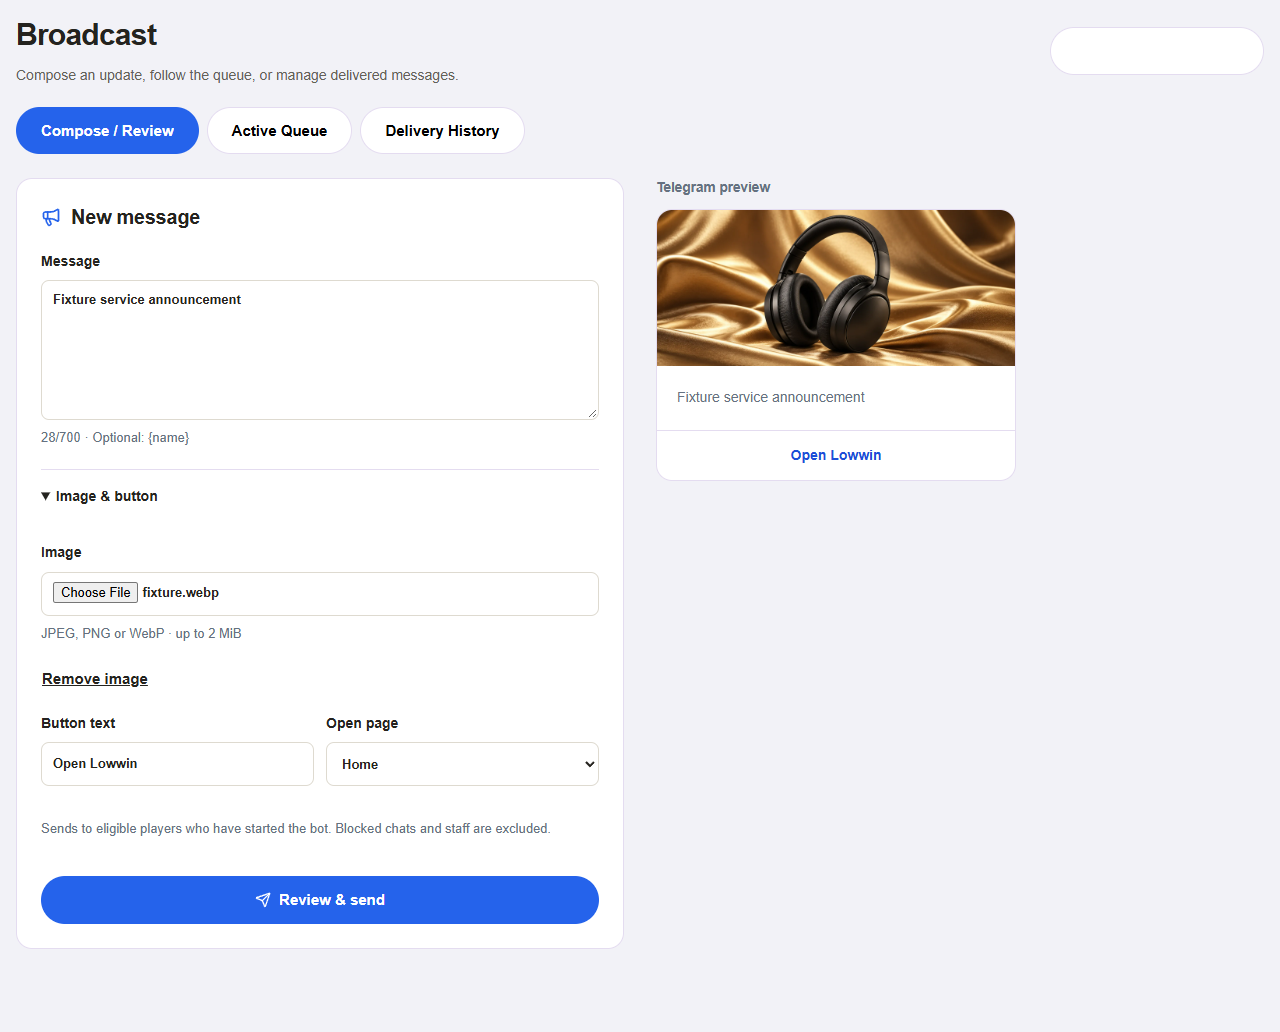 Broadcast
Compose an update, follow the queue, or manage delivered messages.
Compose / Review
Active Queue
Delivery History
New message
Message
Fixture service announcement
28/700 · Optional: {name}
▼ Image & button
Image
Choose File fixture.webp
JPEG, PNG or WebP · up to 2 MiB
Remove image
Button text
Open page
Open Lowwin
Home
Sends to eligible players who have started the bot. Blocked chats and staff are excluded.
Review & send
Telegram preview
Fixture service announcement
Open Lowwin